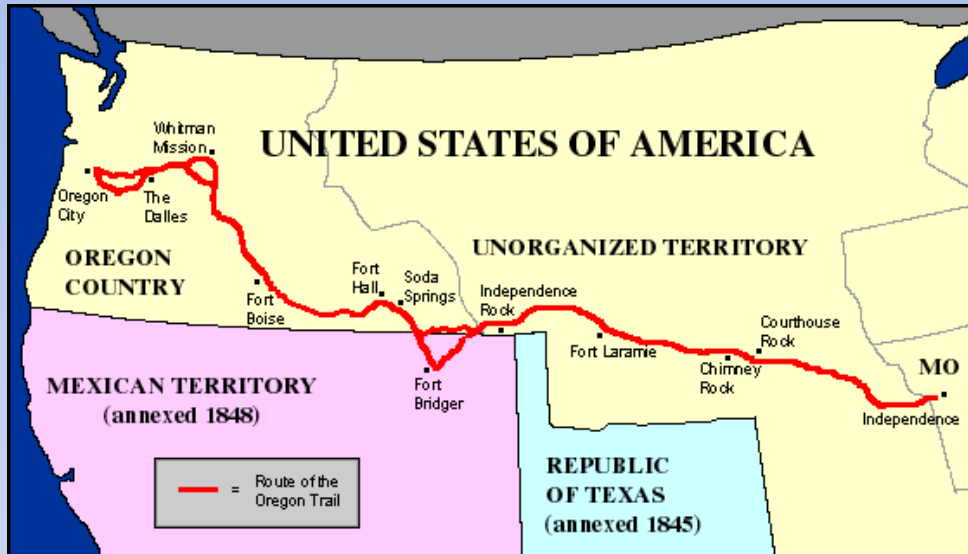 Whitman
Mission
UNITED STATES OF AMERICA
Oregon
City
The
Dalles
OREGON
COUNTRY
UNORGANIZED TERRITORY
Fort
Boise
Fort
Hall
Soda
Springs
Independence
Rock
Fort Laramie
Courthouse
Rock
Chimney
Rock
MO
Independence
Fort
Bridger
MEXICAN TERRITORY
(annexed 1848)
REPUBLIC
OF TEXAS
(annexed 1845)
= Route of the
Oregon Trail